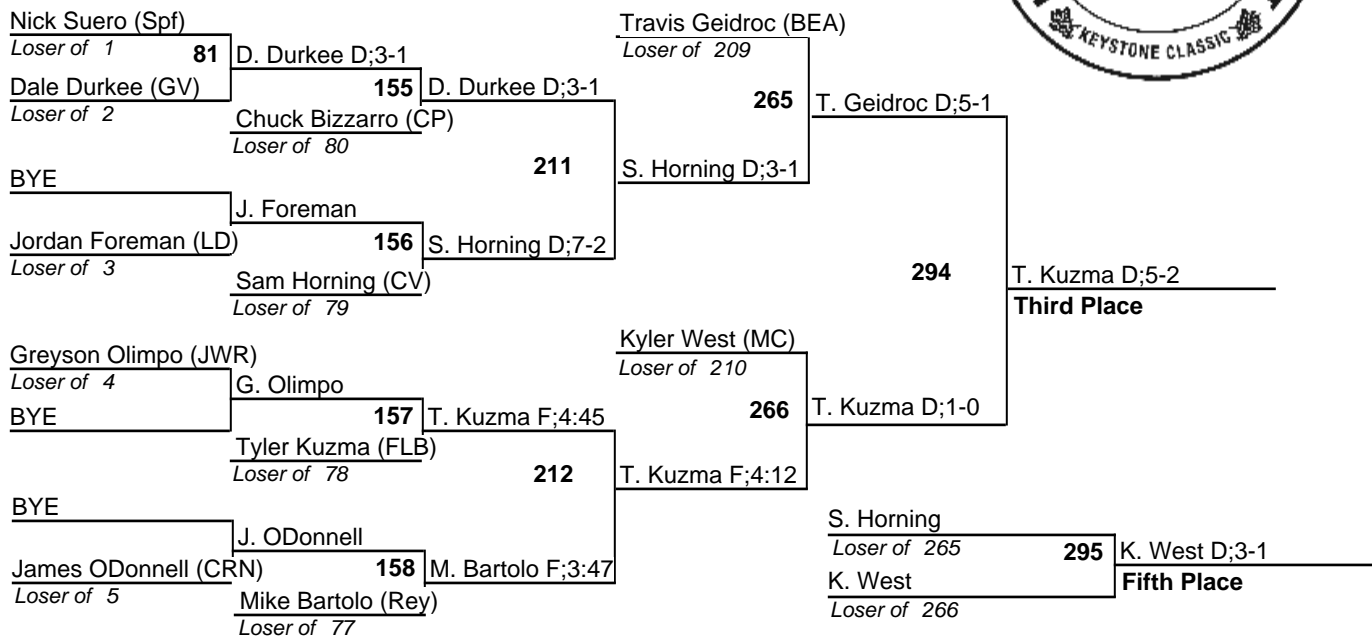 Nick Suero (Spf)
Loser of 1
81
D. Durkee D;3-1
Dale Durkee (GV)
Loser of 2
155
D. Durkee D;3-1
Chuck Bizzarro (CP)
Loser of 80
BYE
J. Foreman
Jordan Foreman (LD)
Loser of 3
156
S. Horning D;7-2
Sam Horning (CV)
Loser of 79
211
S. Horning D;3-1
Travis Geidroc (BEA)
Loser of 209
265
T. Geidroc D;5-1
Greyson Olimpo (JWR)
Loser of 4
G. Olimpo
BYE
157
T. Kuzma F;4:45
Tyler Kuzma (FLB)
Loser of 78
BYE
J. ODonnell
James ODonnell (CRN)
Loser of 5
158
M. Bartolo F;3:47
Mike Bartolo (Rey)
Loser of 77
212
T. Kuzma F;4:12
Kyler West (MC)
Loser of 210
266
T. Kuzma D;1-0
294
T. Kuzma D;5-2
Third Place
S. Horning
Loser of 265
295
K. West D;3-1
K. West
Loser of 266
Fifth Place
KEYSTONE CLASSIC